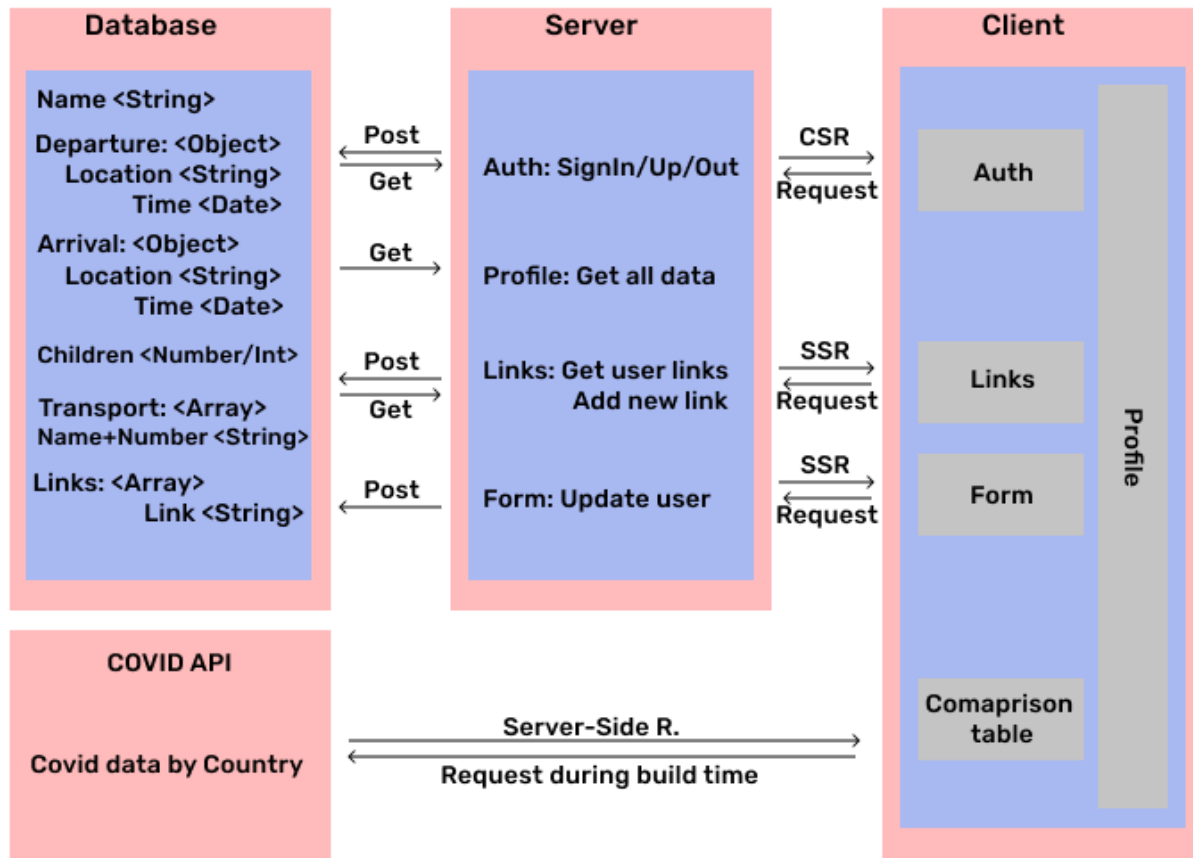 Database
Name <String>
Departure: <Object>
Location <String>
Time <Date>
Arrival: <Object>
Location <String>
Time <Date>
Children <Number/Int>
Transport: <Array>
Name+Number <String>
Links: <Array>
Link <String>
Post
Get
Get
Post
Get
Post
Server
Auth: SignIn/Up/Out
Profile: Get all data
Links: Get user links
Add new link
Form: Update user
CSR
Request
SSR
Request
SSR
Request
Client
Auth
Links
Form
Comaprison
table
Profile
COVID API
Covid data by Country
Server-Side R.
Request during build time